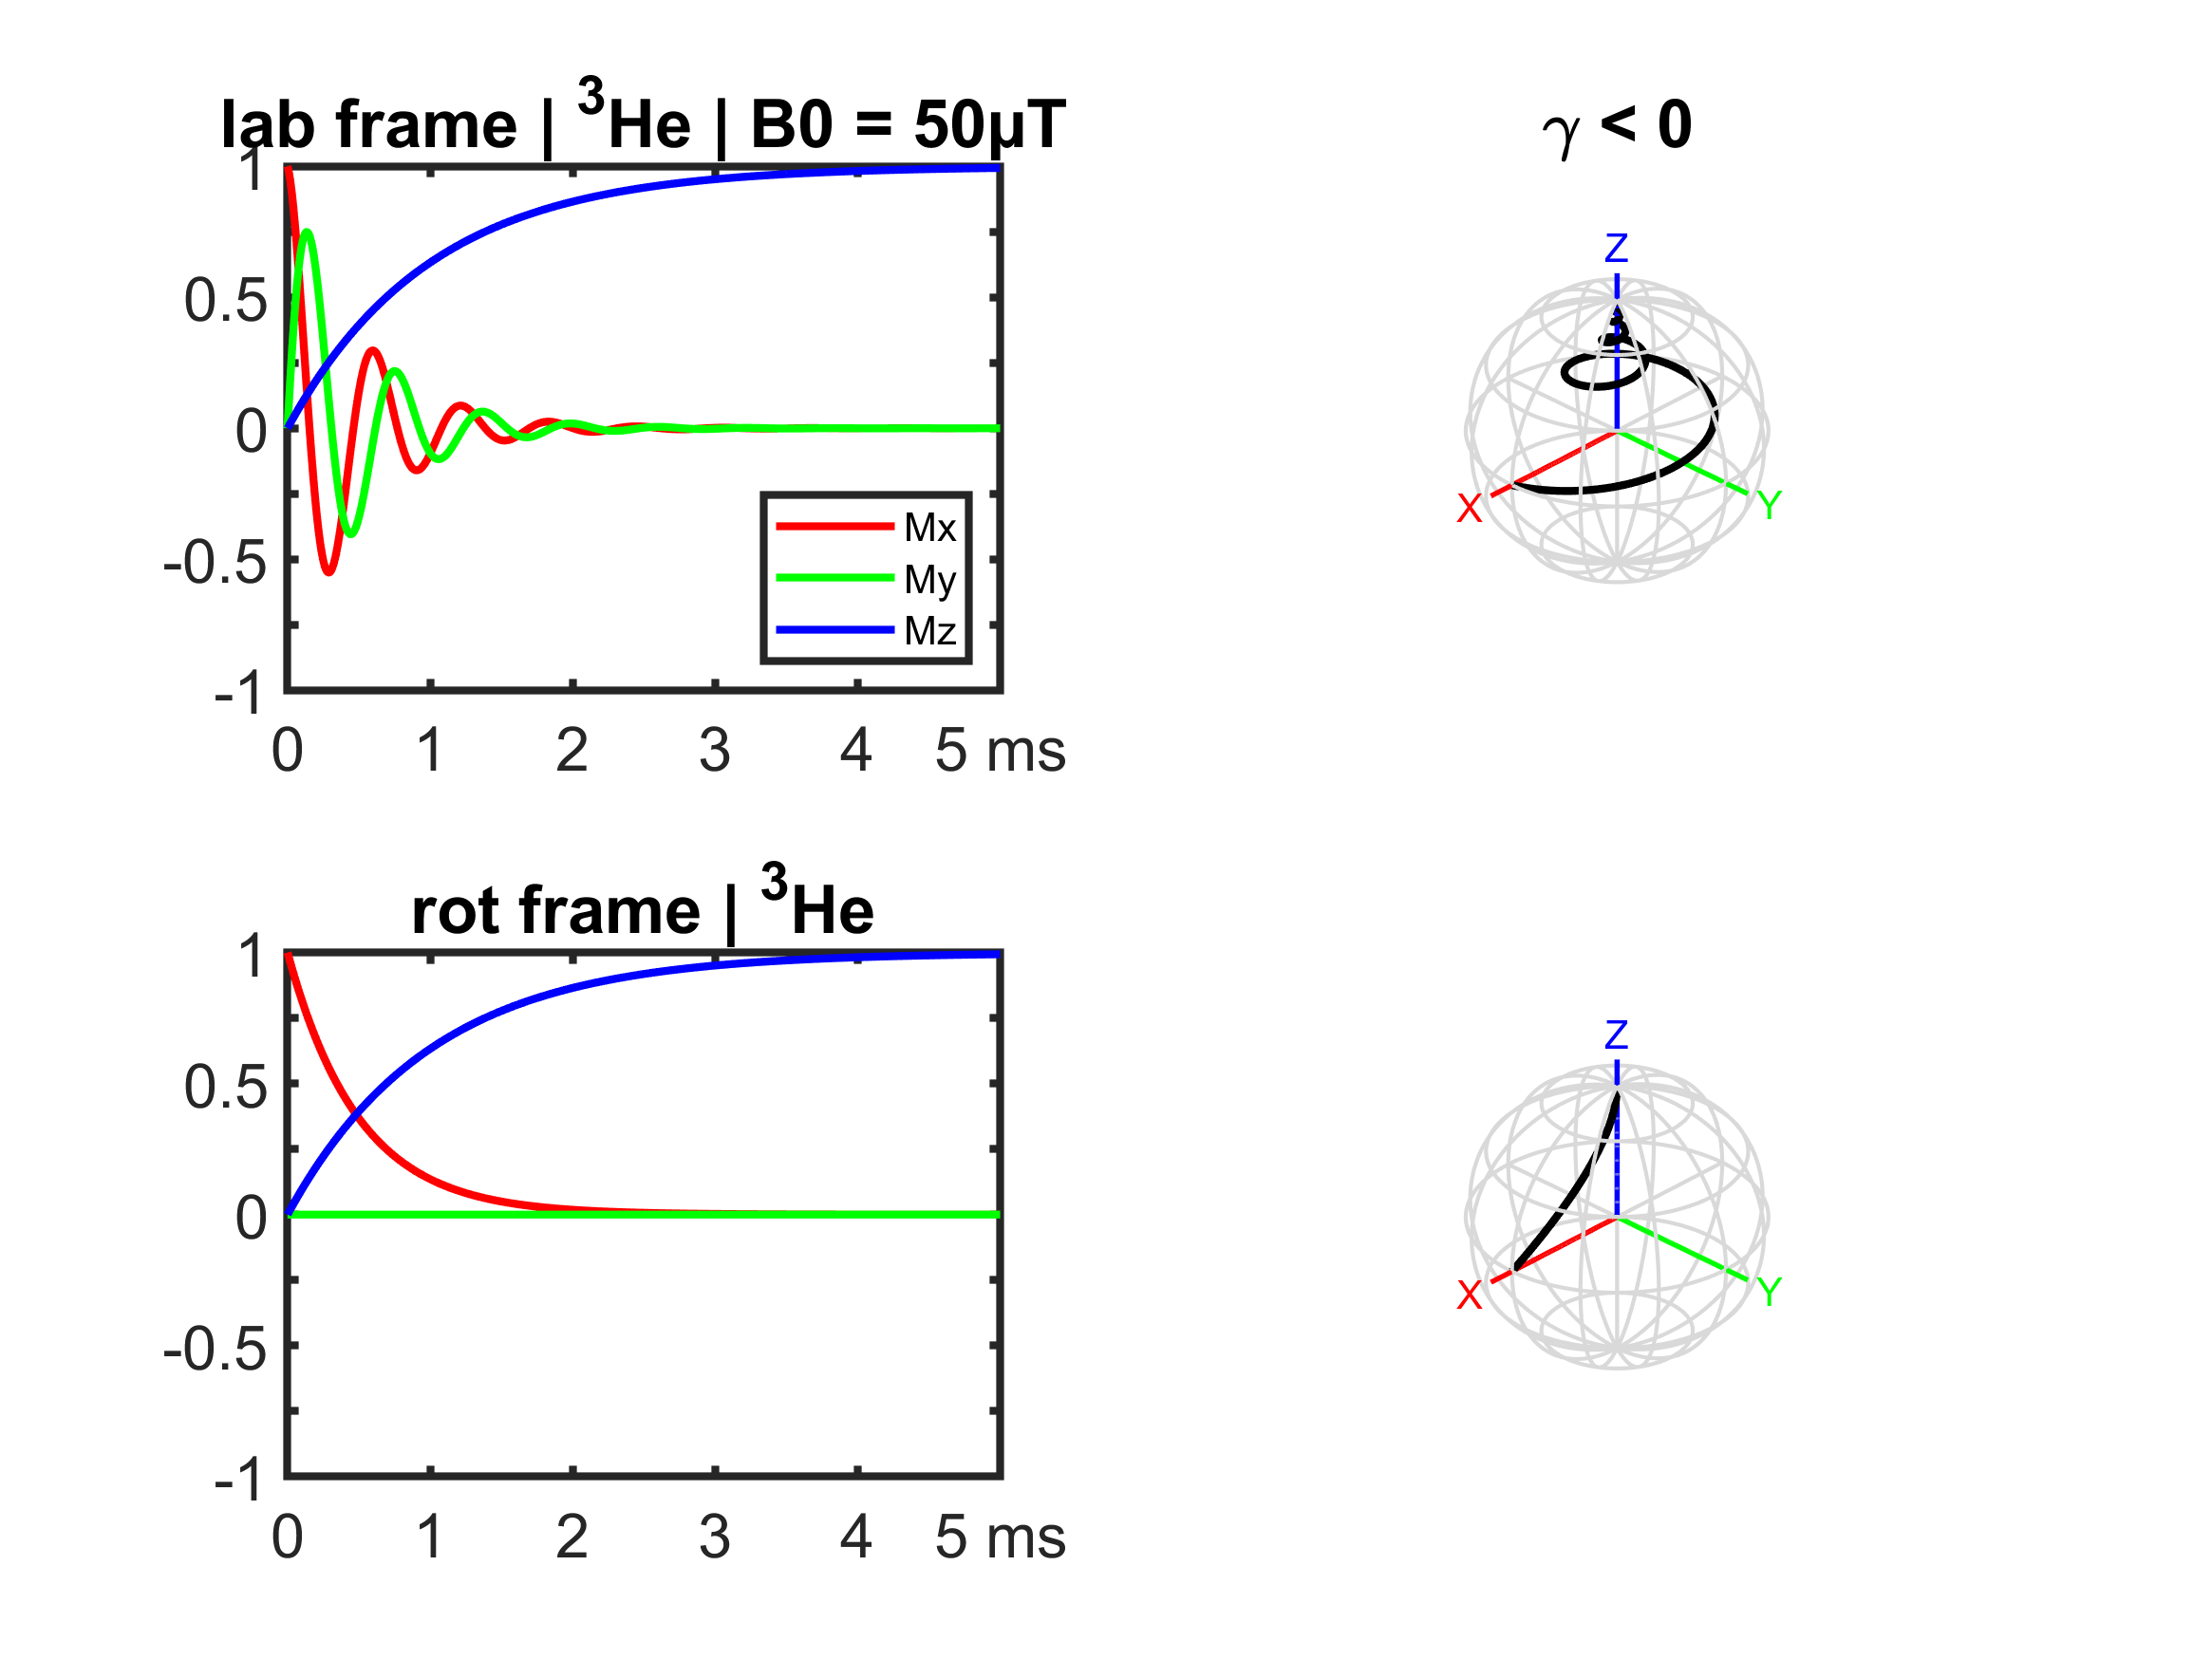 lab frame | ³He | B0 = 50µT
γ < 0
1
0.5
0
-0.5
-1
0 1 2 3 4 5 ms
Mx
My
Mz
Z
X
Y
rot frame | ³He
1
0.5
0
-0.5
-1
0 1 2 3 4 5 ms
Z
X
Y